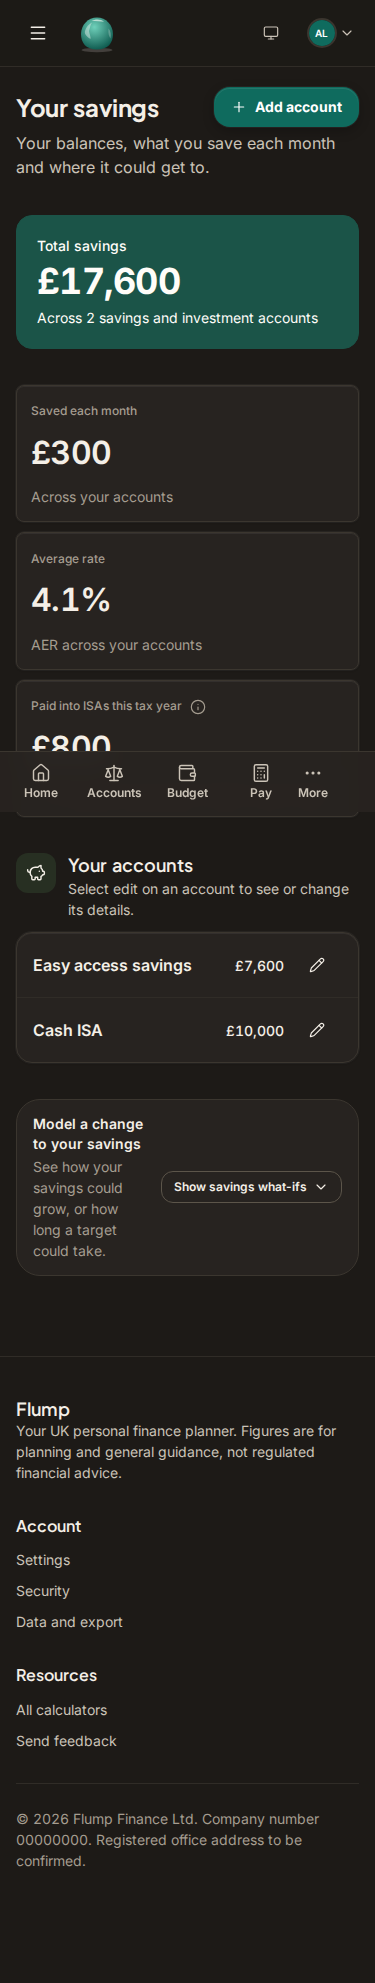 AL
Your savings
Add account
Your balances, what you save each month
and where it could get to.
Total savings
£17,600
Across 2 savings and investment accounts
Saved each month
£300
Across your accounts
Average rate
4.1%
AER across your accounts
Paid into ISAs this tax year
£800
Home
Accounts
Budget
Pay
More
Your accounts
Select edit on an account to see or change
its details.
Easy access savings £7,600
Cash ISA £10,000
Model a change
to your savings
See how your
savings could
grow, or how
long a target
could take.
Show savings what-ifs
Flump
Your UK personal finance planner. Figures are for
planning and general guidance, not regulated
financial advice.
Account
Settings
Security
Data and export
Resources
All calculators
Send feedback
© 2026 Flump Finance Ltd. Company number
00000000. Registered office address to be
confirmed.